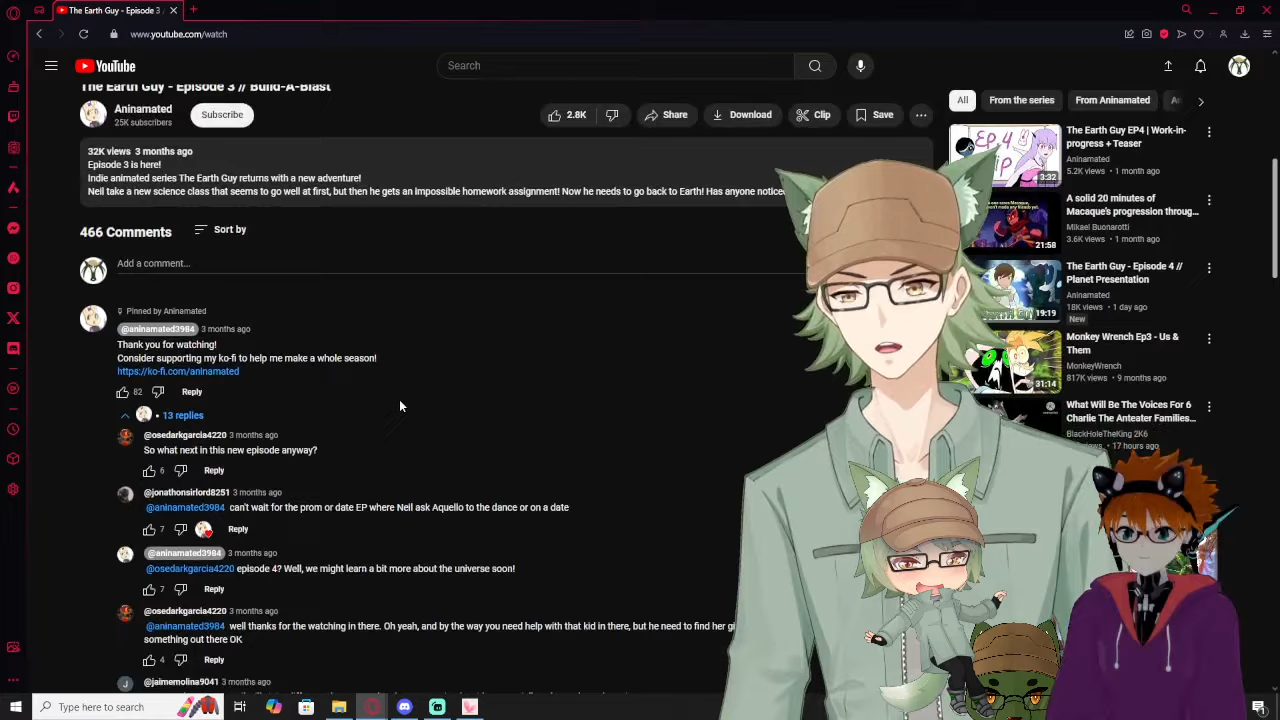 The Earth Guy - Episode 3
www.youtube.com/watch
YouTube
Search
The Earth Guy - Episode 3 // Build-A-Blast
Aninamated
25K subscribers
Subscribe
2.8K
Share
Download
Clip
Save
32K views 3 months ago
Episode 3 is here!
Indie animated series The Earth Guy returns with a new adventure!
Neil take a new science class that seems to go well at first, but then he gets an Impossible homework assignment! Now he needs to go back to Earth! Has anyone notice
466 Comments
Sort by
Add a comment...
Pinned by Aninamated
@aninamated3984 3 months ago
Thank you for watching!
Consider supporting my ko-fi to help me make a whole season!
https://ko-fi.com/aninamated
82
Reply
13 replies
@osedarkgarcia4220 3 months ago
So what next in this new episode anyway?
6
Reply
@jonathonsirlord8251 3 months ago
@aninamated3984 can't wait for the prom or date EP where Neil ask Aquello to the dance or on a date
7
Reply
@aninamated3984 3 months ago
@osedarkgarcia4220 episode 4? Well, we might learn a bit more about the universe soon!
7
Reply
@osedarkgarcia4220 3 months ago
@aninamated3984 well thanks for the watching in there. Oh yeah, and by the way you need help with that kid in there, but he need to find her
something out there OK
4
Reply
@jaimemolina9041 3 months ago
All
From the series
From Aninamated
EP.4
3:32
The Earth Guy EP4 | Work-in-
progress + Teaser
Aninamated
5.2K views • 1 month ago
21:58
A solid 20 minutes of
Macaque's progression throug...
Mikael Buonarotti
3.6K views • 1 month ago
19:19
The Earth Guy - Episode 4 //
Planet Presentation
Aninamated
18K views • 1 day ago
New
31:14
Monkey Wrench Ep3 - Us &
Them
MonkeyWrench
817K views • 9 months ago
What Will Be The Voices For 6
Charlie The Anteater Families...
BlackHoleTheKing 2K6
17 hours ago
Type here to search